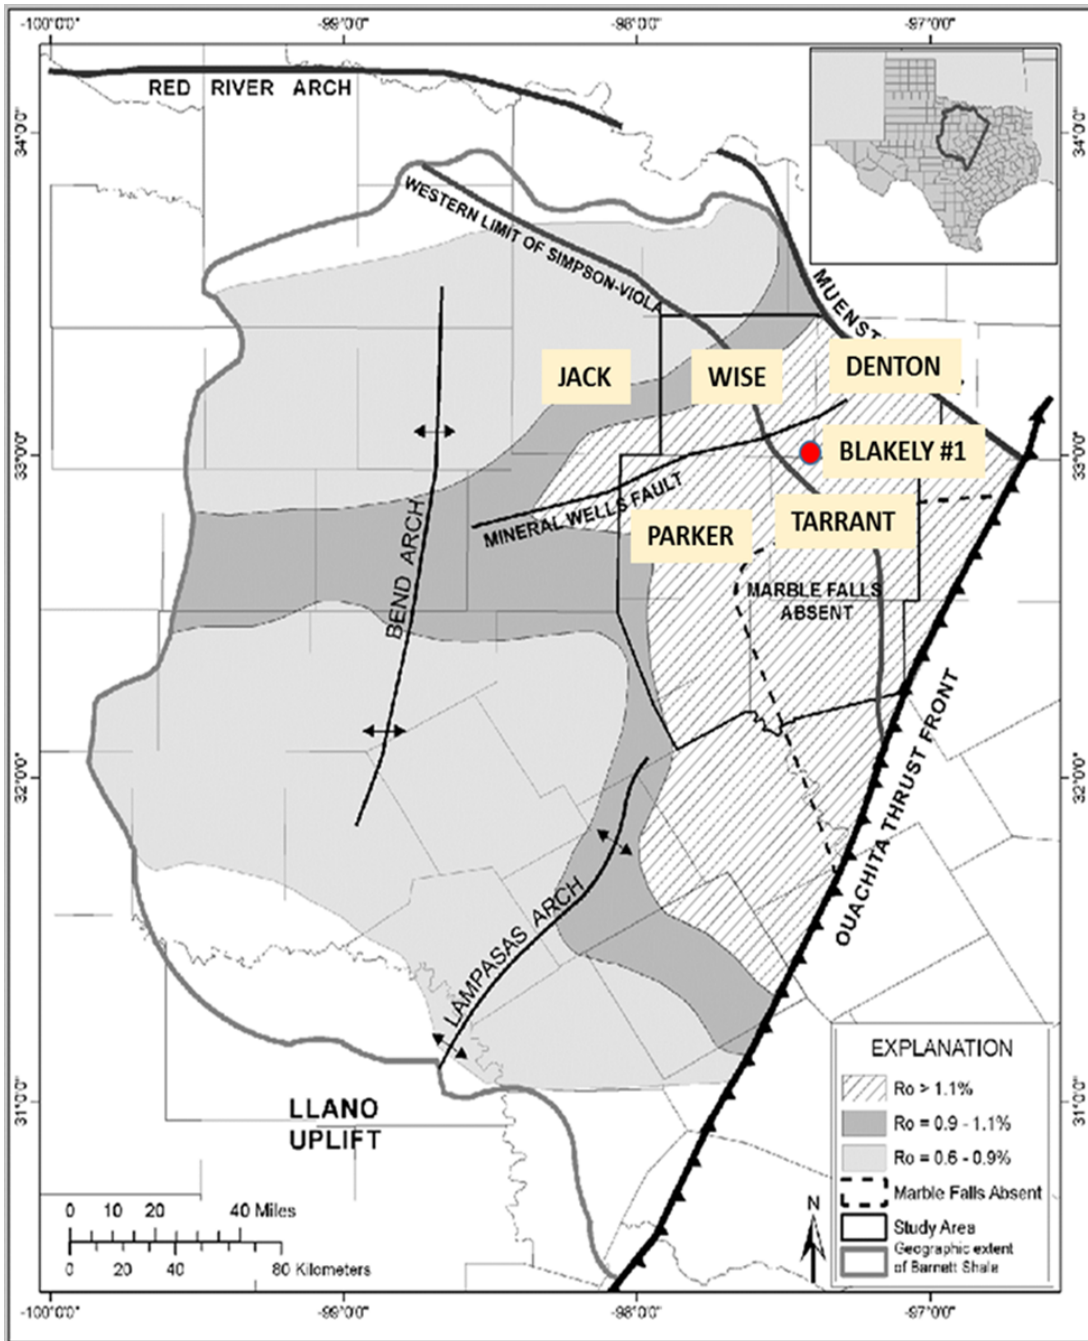 -100°0'0"
-99°0'0"
-98°0'0"
-97°0'0"
34°0'0"
34°0'0"
RED RIVER ARCH
WESTERN LIMIT OF SIMPSON-VIOLA
MUENST
JACK
WISE
DENTON
33°0'0"
33°0'0"
BLAKELY #1
MINERAL WELLS FAULT
PARKER
TARRANT
BEND ARCH
MARBLE FALLS
ABSENT
OUACHITA THRUST FRONT
32°0'0"
32°0'0"
LAMPASAS ARCH
31°0'0"
31°0'0"
LLANO
UPLIFT
EXPLANATION
Ro > 1.1%
Ro = 0.9 - 1.1%
Ro = 0.6 - 0.9%
Marble Falls Absent
Study Area
Geographic extent
of Barnett Shale
0 10 20 40 Miles
0 20 40 80 Kilometers
N
-100°0'0"
-99°0'0"
-98°0'0"
-97°0'0"